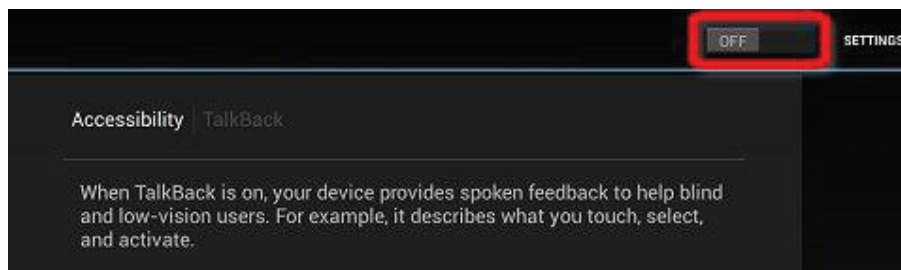 OFF
SETTINGS
Accessibility TalkBack
When TalkBack is on, your device provides spoken feedback to help blind
and low-vision users. For example, it describes what you touch, select,
and activate.